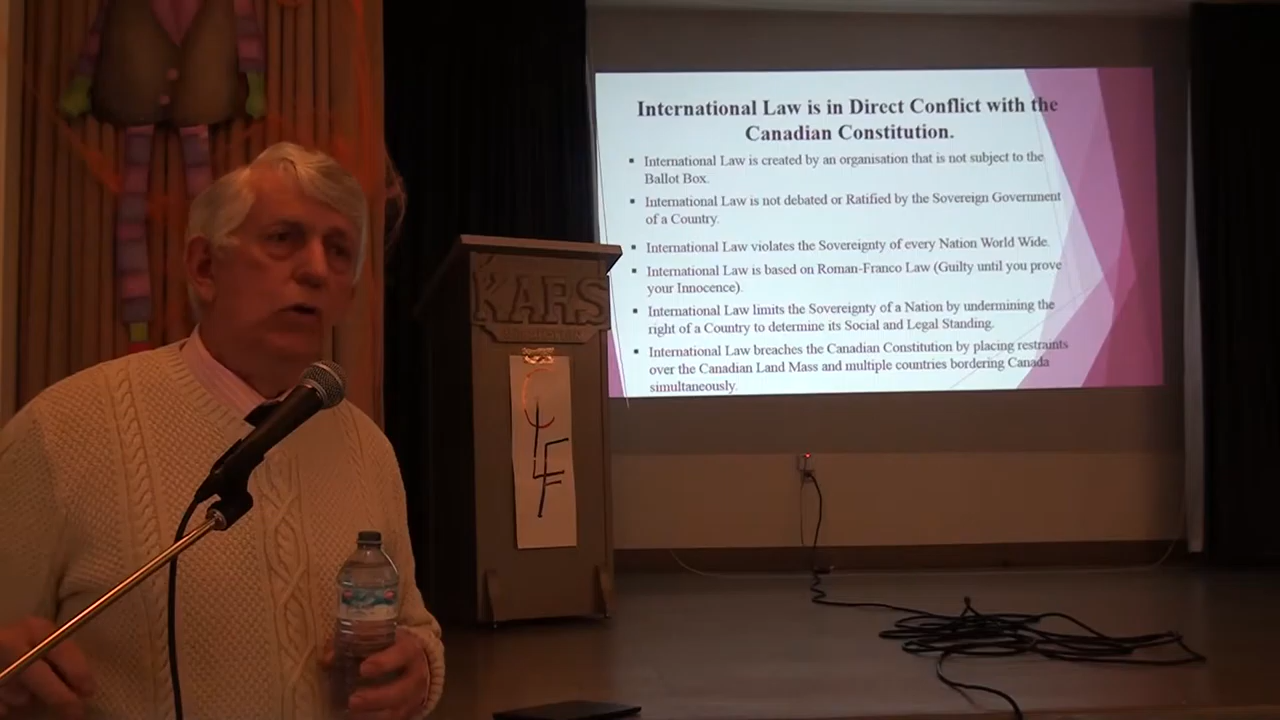 International Law is in Direct Conflict with the
Canadian Constitution.
▪ International Law is created by an organisation that is not subject to the
Ballot Box.
▪ International Law is not debated or Ratified by the Sovereign Government
of a Country.
▪ International Law violates the Sovereignty of every Nation World Wide.
▪ International Law is based on Roman-Franco Law (Guilty until you prove
your Innocence).
▪ International Law limits the Sovereignty of a Nation by undermining the
right of a Country to determine its Social and Legal Standing.
▪ International Law breaches the Canadian Constitution by placing restraunts
over the Canadian Land Mass and multiple countries bordering Canada
simultaneously.
KARS